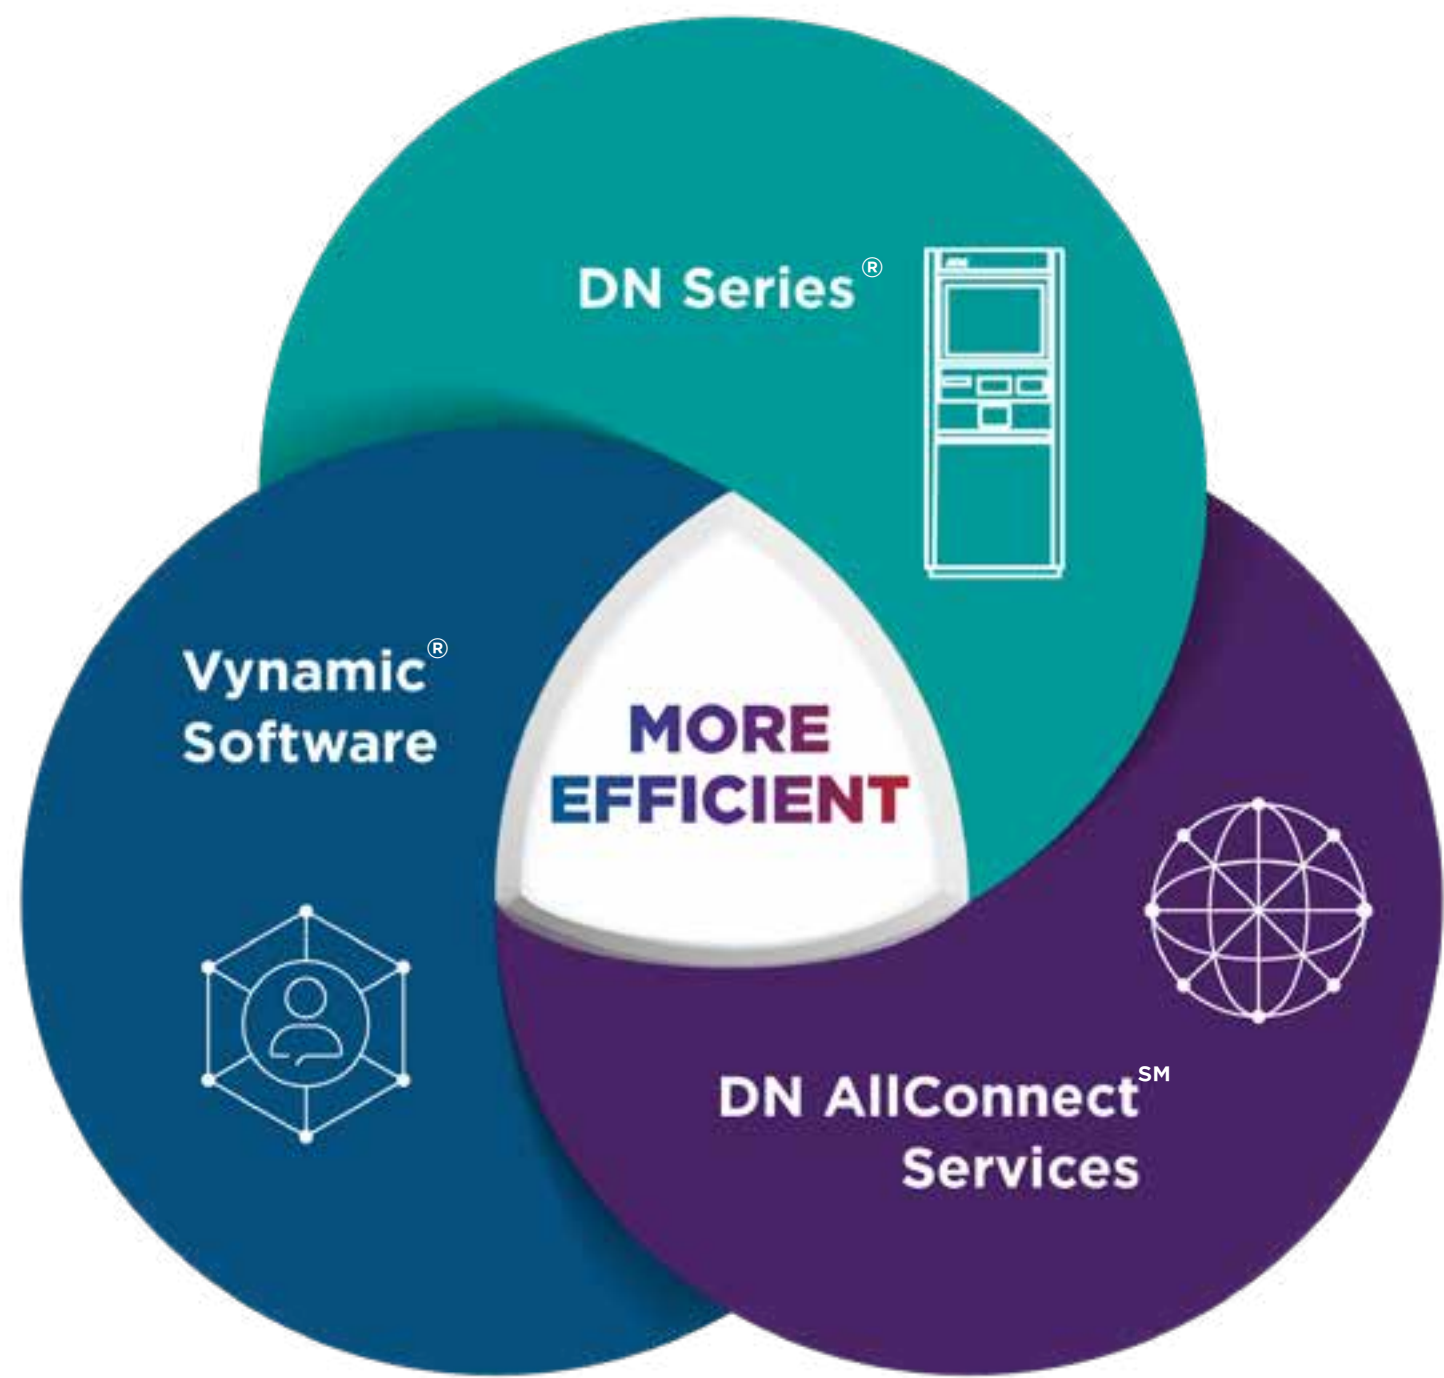 DN Series®
Vynamic®
Software
MORE
EFFICIENT
DN AllConnect℠
Services